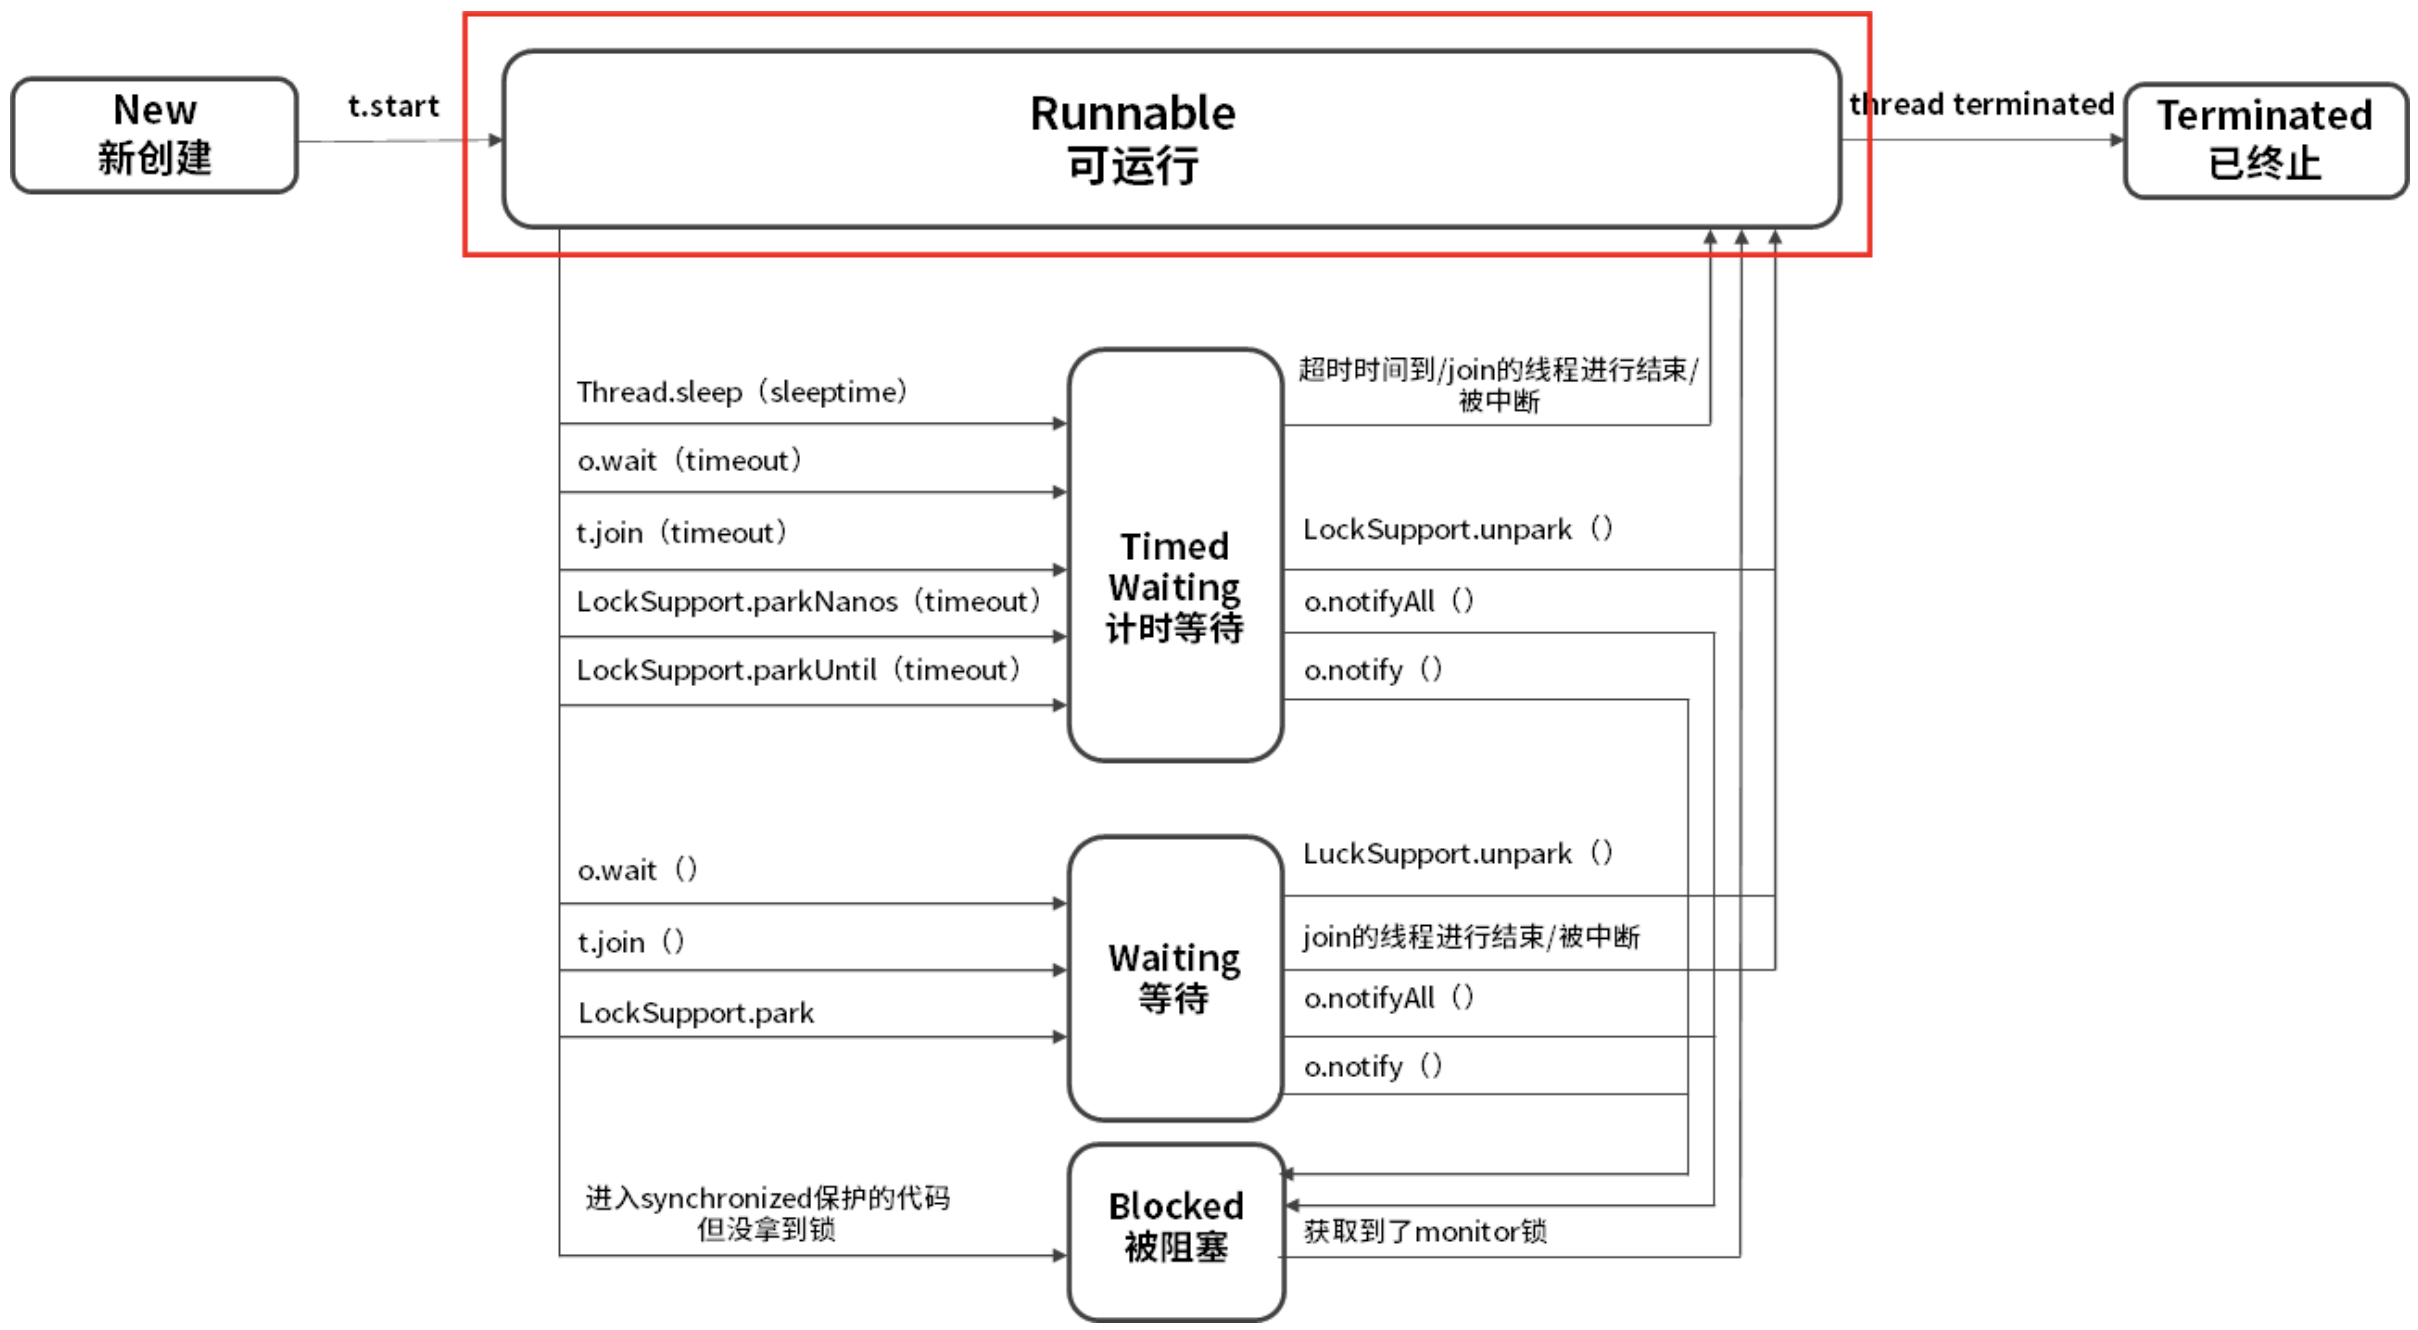 New
新创建
t.start
Runnable
可运行
thread terminated
Terminated
已终止
Thread.sleep（sleeptime）
o.wait（timeout）
t.join（timeout）
LockSupport.parkNanos（timeout）
LockSupport.parkUntil（timeout）
Timed
Waiting
计时等待
超时时间到/join的线程进行结束/
被中断
LockSupport.unpark（）
o.notifyAll（）
o.notify（）
o.wait（）
t.join（）
LockSupport.park
Waiting
等待
LuckSupport.unpark（）
join的线程进行结束/被中断
o.notifyAll（）
o.notify（）
进入synchronized保护的代码
但没拿到锁
Blocked
被阻塞
获取到了monitor锁